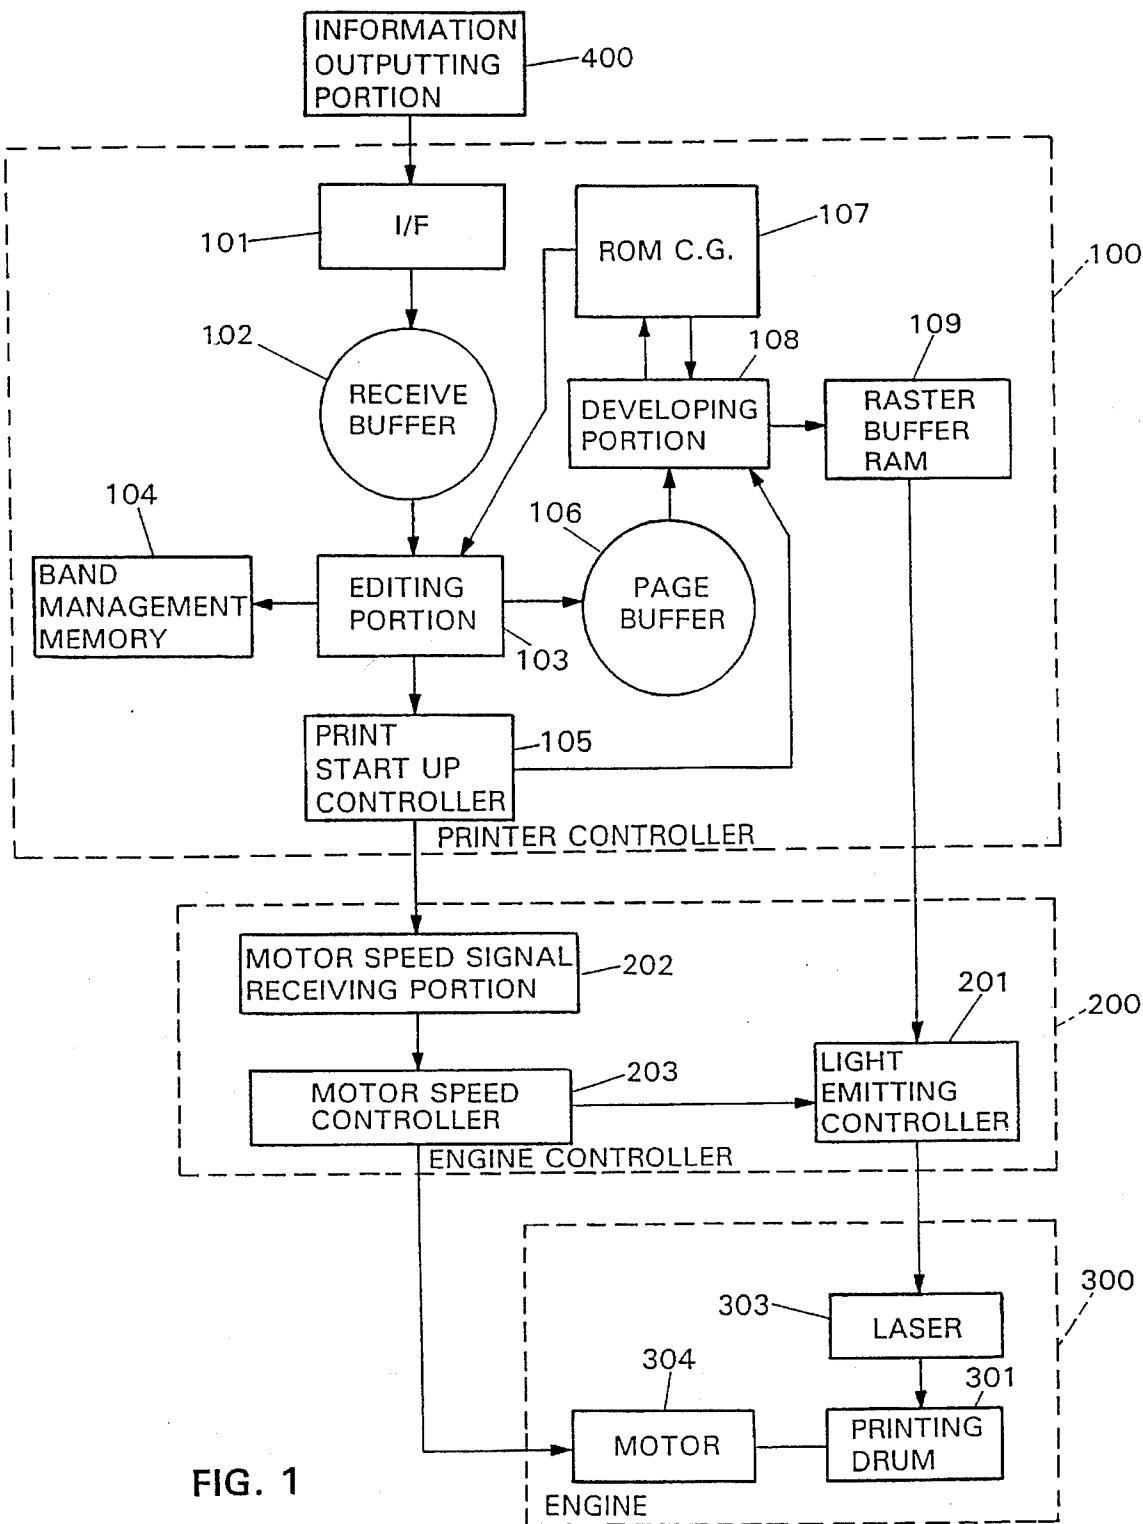 INFORMATION
OUTPUTTING
PORTION
400
I/F
101
ROM C.G.
107
100
102
RECEIVE
BUFFER
108
DEVELOPING
PORTION
109
RASTER
BUFFER
RAM
104
BAND
MANAGEMENT
MEMORY
EDITING
PORTION
103
106
PAGE
BUFFER
PRINT
START UP
CONTROLLER
105
PRINTER CONTROLLER
MOTOR SPEED SIGNAL
RECEIVING PORTION
202
201
200
MOTOR SPEED
CONTROLLER
203
LIGHT
EMITTING
CONTROLLER
ENGINE CONTROLLER
300
303
LASER
304
MOTOR
301
PRINTING
DRUM
ENGINE
FIG. 1